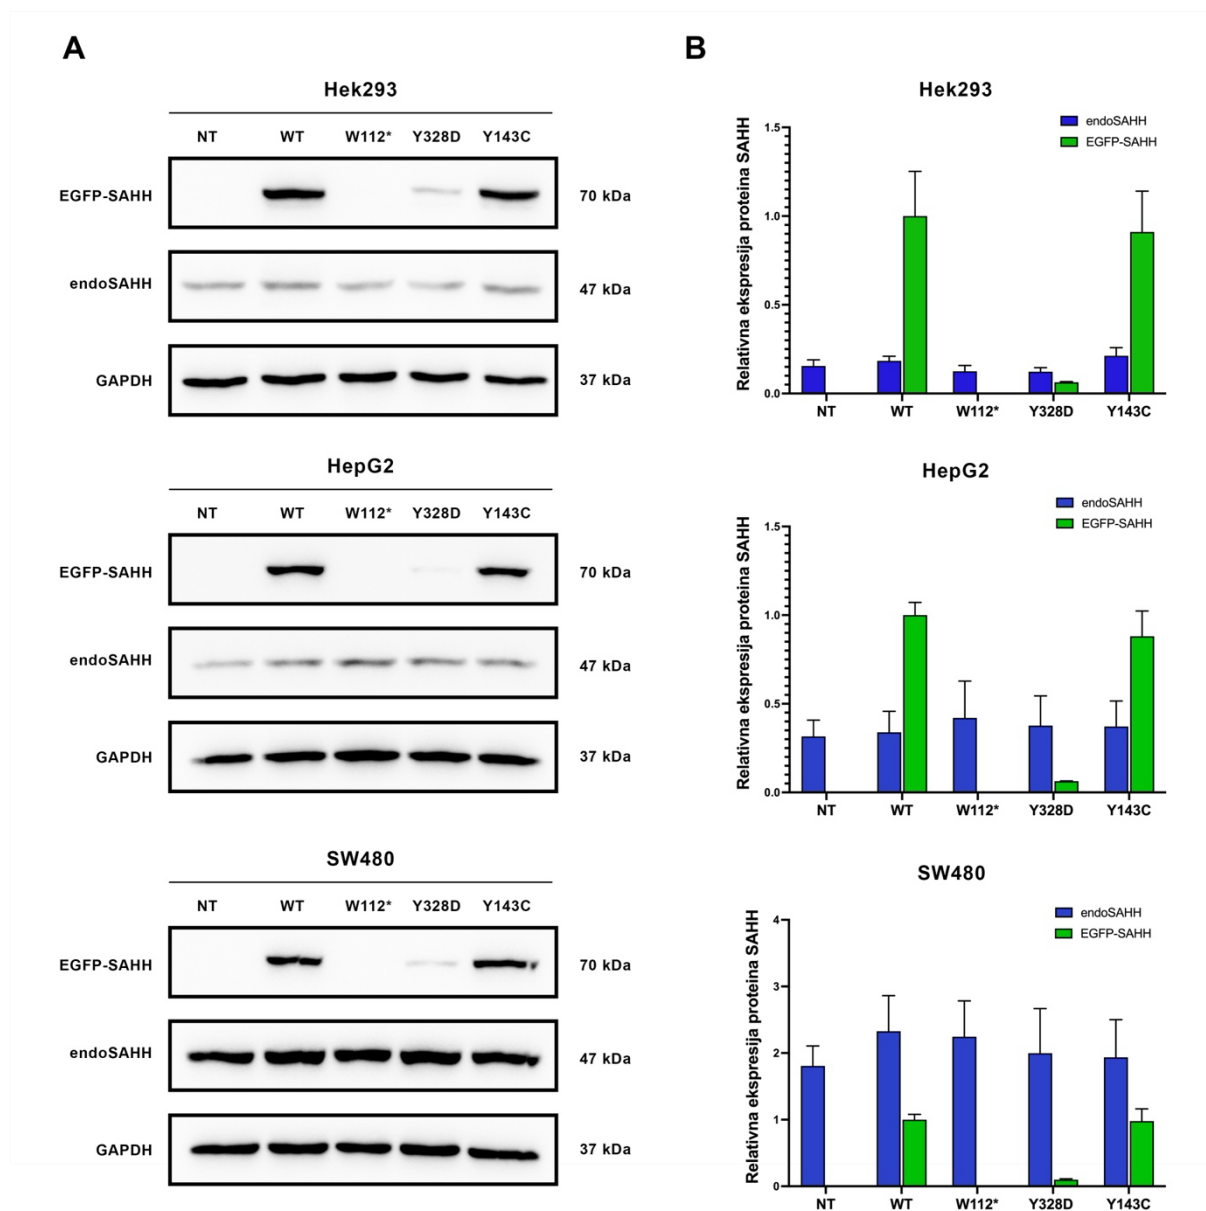 A
Hek293
NT WT W112* Y328D Y143C
EGFP-SAHH 70 kDa
endoSAHH 47 kDa
GAPDH 37 kDa
HepG2
NT WT W112* Y328D Y143C
EGFP-SAHH 70 kDa
endoSAHH 47 kDa
GAPDH 37 kDa
SW480
NT WT W112* Y328D Y143C
EGFP-SAHH 70 kDa
endoSAHH 47 kDa
GAPDH 37 kDa
B
Hek293
endoSAHH
EGFP-SAHH
Relativna ekspresija proteina SAHH
1.5
1.0
0.5
0.0
NT WT W112* Y328D Y143C
HepG2
endoSAHH
EGFP-SAHH
Relativna ekspresija proteina SAHH
1.5
1.0
0.5
0.0
NT WT W112* Y328D Y143C
SW480
endoSAHH
EGFP-SAHH
Relativna ekspresija proteina SAHH
4
3
2
1
0
NT WT W112* Y328D Y143C